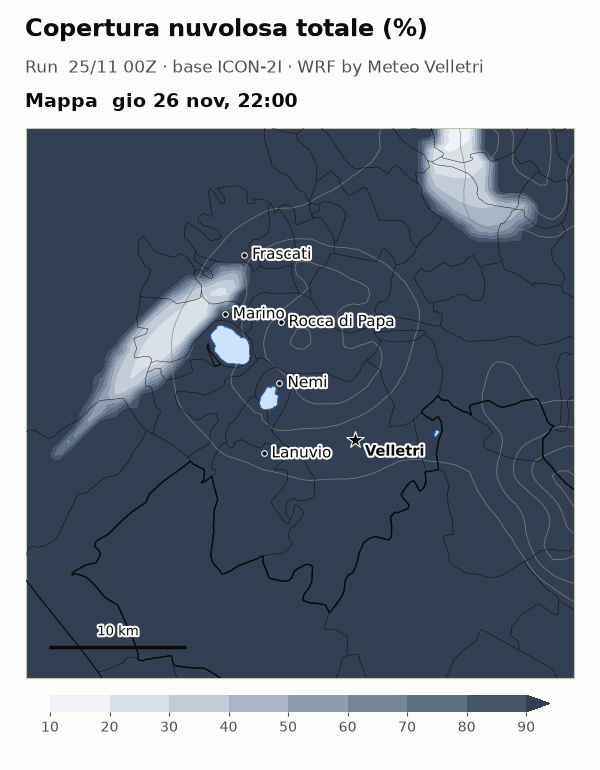 Copertura nuvolosa totale (%)
Run  25/11 00Z · base ICON-2I · WRF by Meteo Velletri
Mappa  gio 26 nov, 22:00
Frascati
Marino
Rocca di Papa
Nemi
Velletri
Lanuvio
10 km
10 20 30 40 50 60 70 80 90